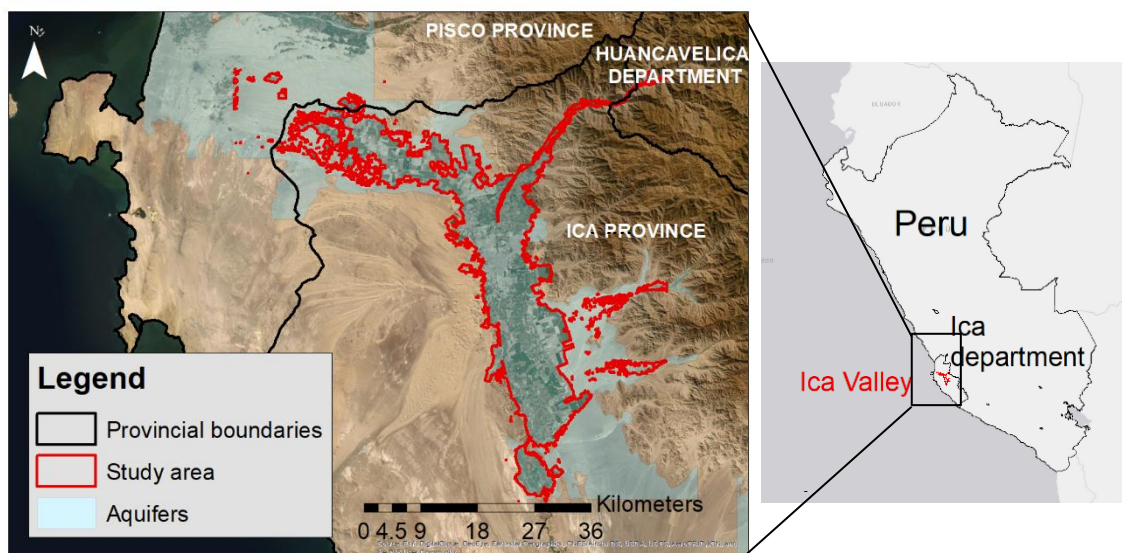 N
PISCO PROVINCE
HUANCAVELICA
DEPARTMENT
ICA PROVINCE
Legend
Provincial boundaries
Study area
Aquifers
Kilometers
0 4.5 9 18 27 36
ECUADOR
Peru
Ica
department
Ica Valley